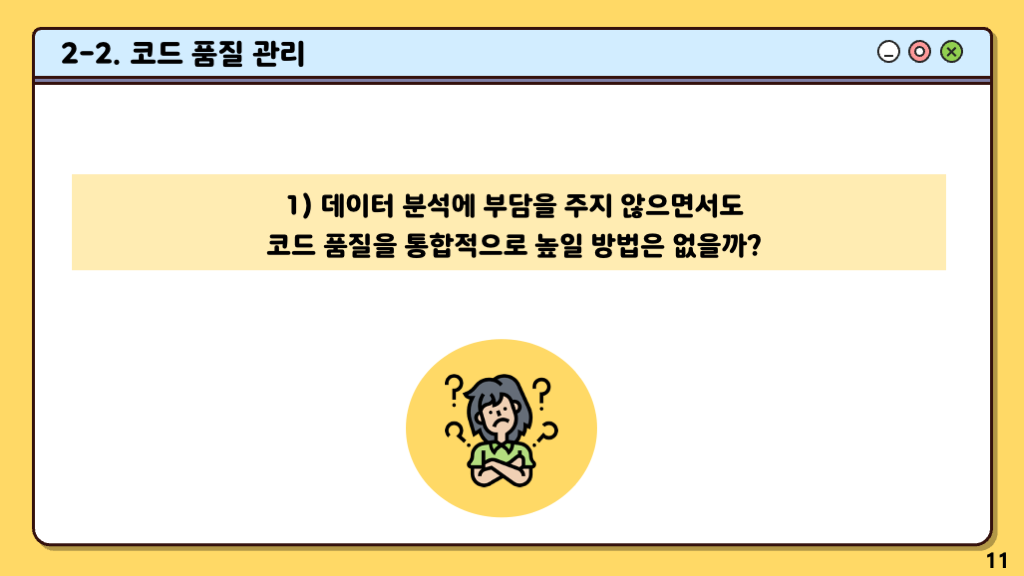 2-2. 코드 품질 관리
1) 데이터 분석에 부담을 주지 않으면서도
코드 품질을 통합적으로 높일 방법은 없을까?
? ?
? ?
11